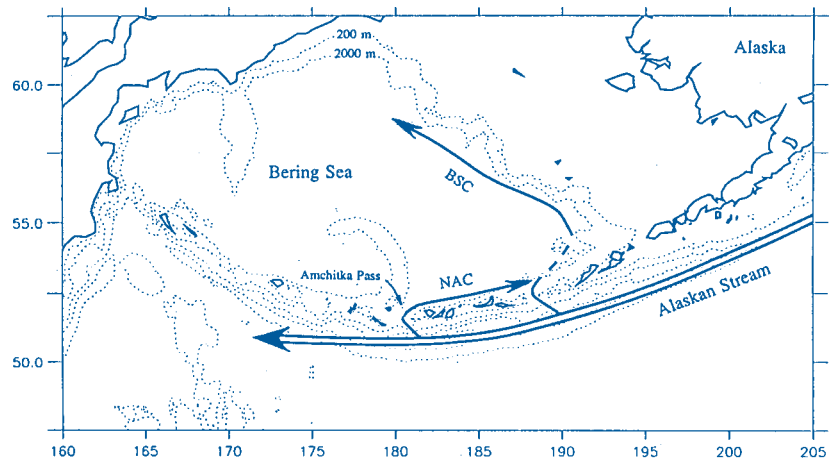 200 m
Alaska
2000 m
60.0
Bering Sea
BSC
55.0
Amchitka Pass
NAC
Alaskan Stream
50.0
160 165 170 175 180 185 190 195 200 205